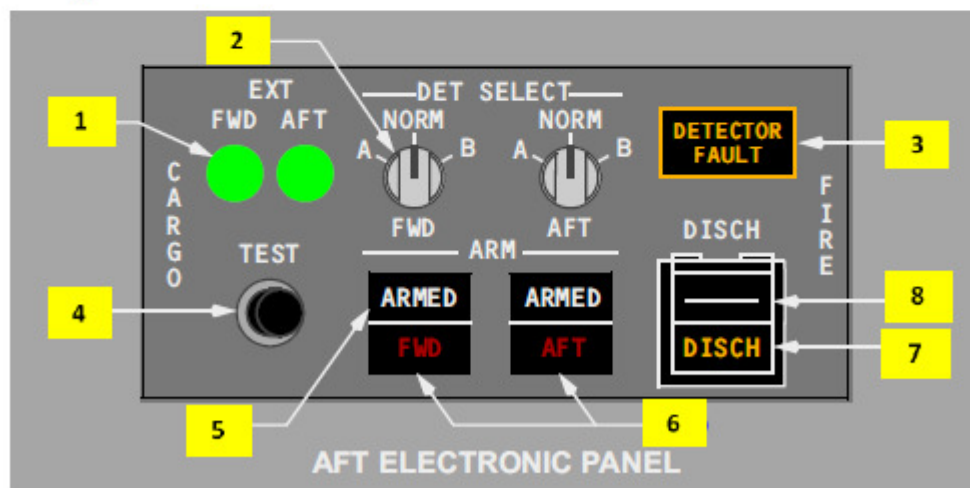 2
EXT
FWD AFT
1
DET SELECT
NORM
A
B
FWD
NORM
A
B
AFT
DETECTOR
FAULT
3
CARGO
FIRE
TEST
4
ARM
ARMED
FWD
ARMED
AFT
DISCH
DISCH
8
7
5
6
AFT ELECTRONIC PANEL